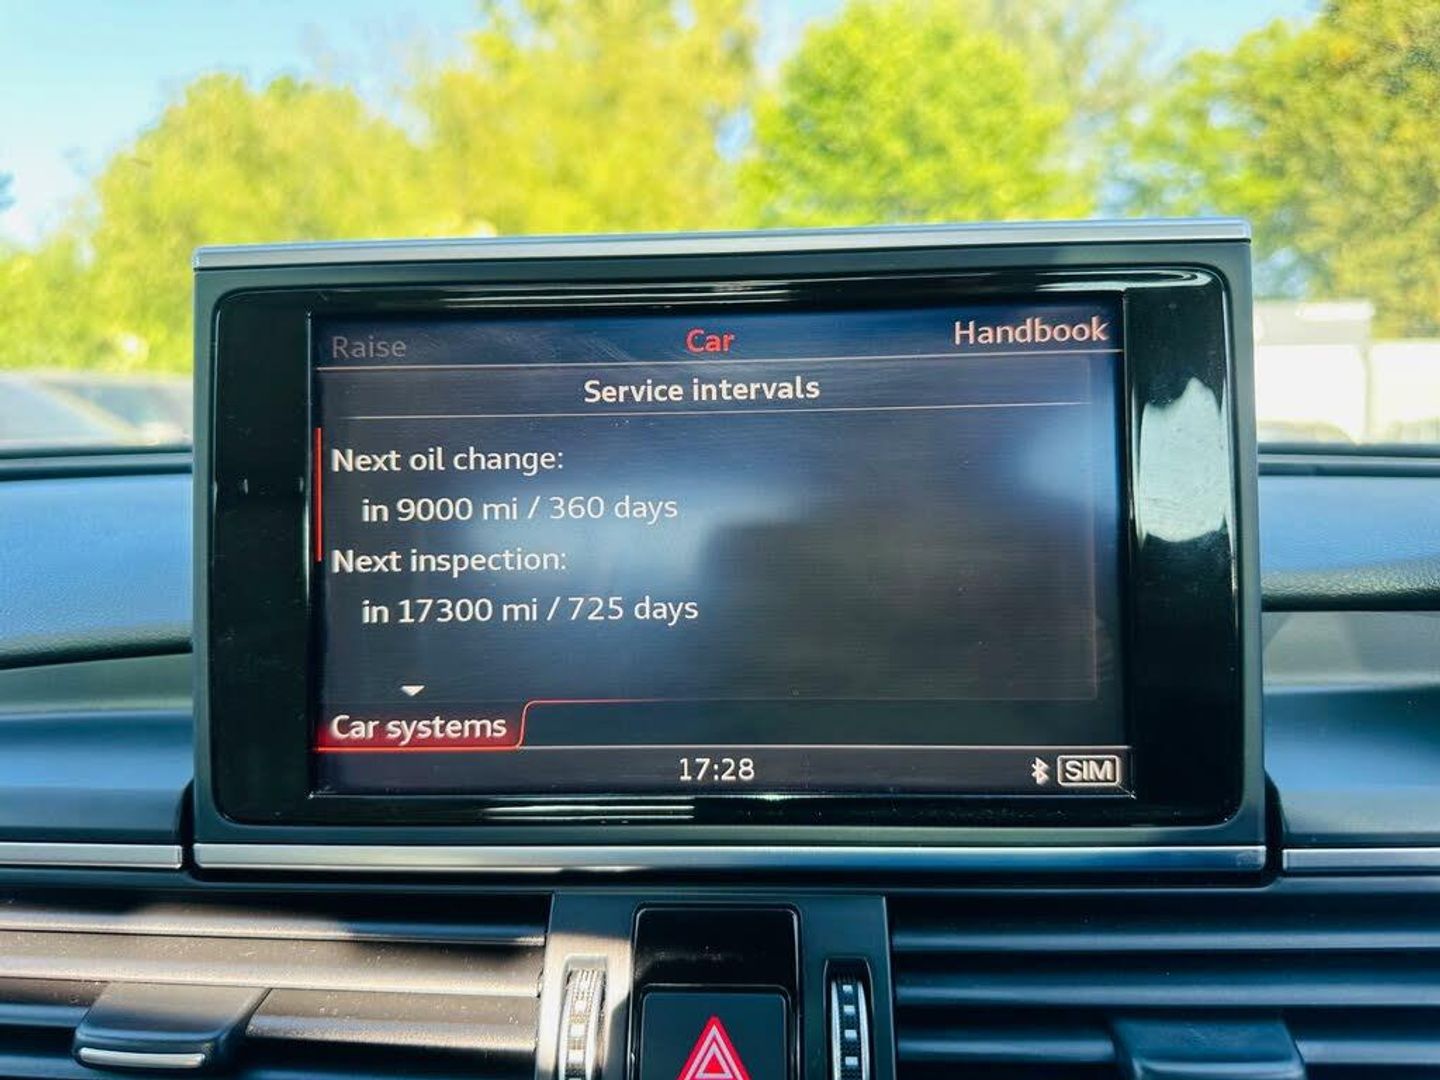 Raise Car Handbook
Service intervals
Next oil change:
in 9000 mi / 360 days
Next inspection:
in 17300 mi / 725 days
Car systems
17:28 SIM